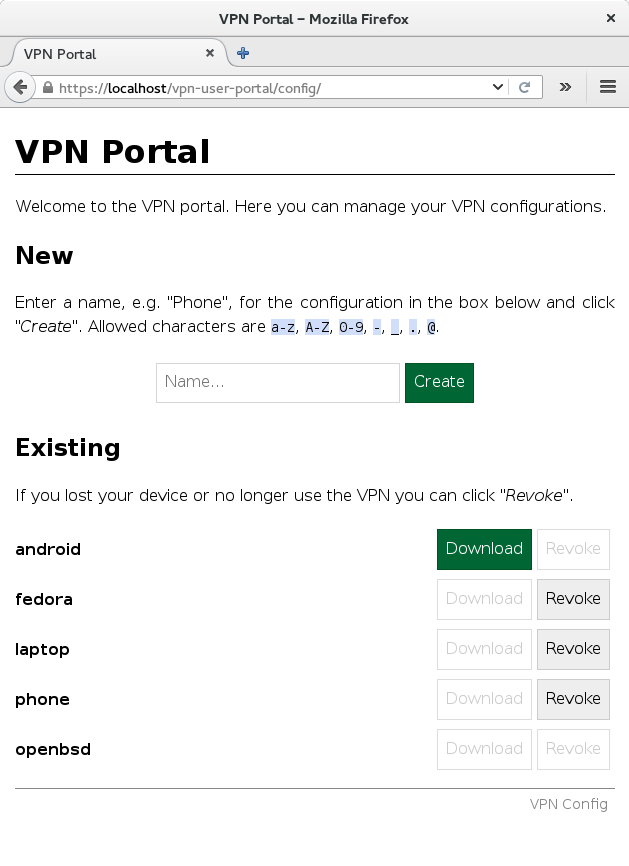 VPN Portal – Mozilla Firefox
VPN Portal
https://localhost/vpn-user-portal/config/
VPN Portal
Welcome to the VPN portal. Here you can manage your VPN configurations.
New
Enter a name, e.g. "Phone", for the configuration in the box below and click
"Create". Allowed characters are a-z, A-Z, 0-9, -, _, ., @.
Name... Create
Existing
If you lost your device or no longer use the VPN you can click "Revoke".
android Download Revoke
fedora Download Revoke
laptop Download Revoke
phone Download Revoke
openbsd Download Revoke
VPN Config